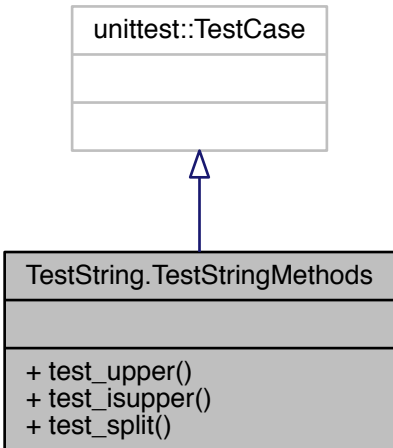 unittest::TestCase
TestString.TestStringMethods
+ test_upper()
+ test_isupper()
+ test_split()